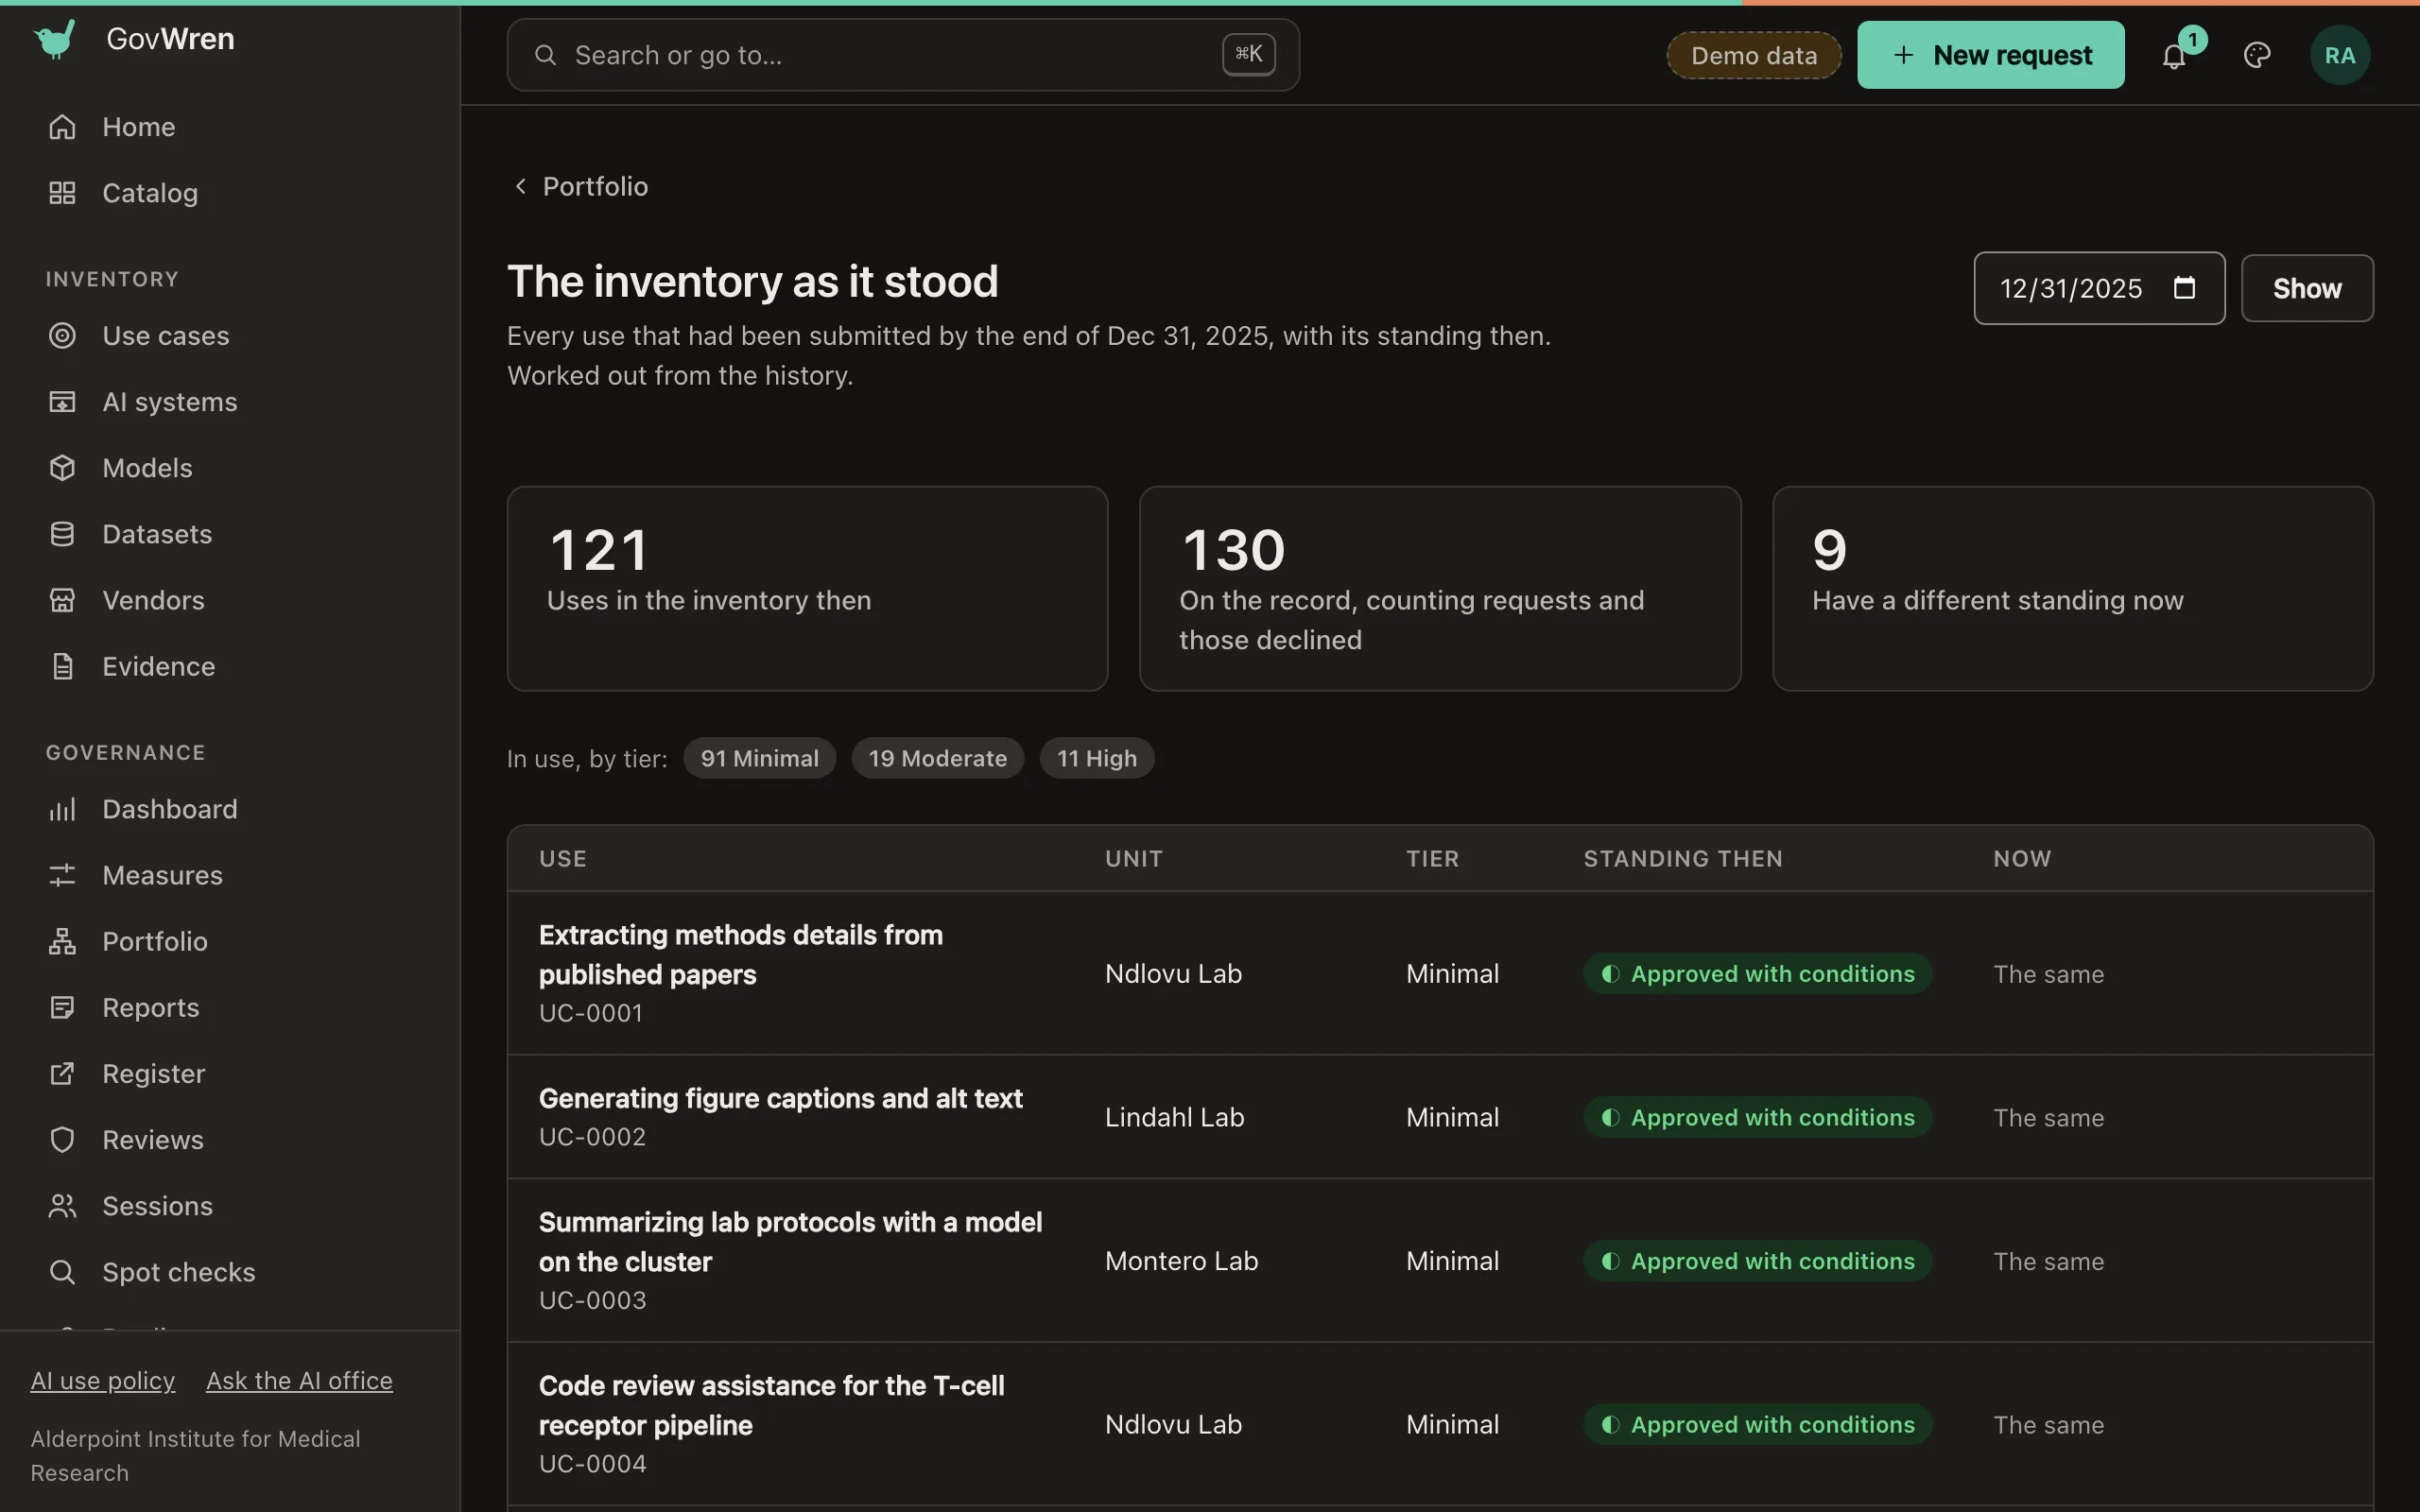 GovWren
Search or go to...
⌘K
Demo data
New request
1
RA
Home
Catalog
INVENTORY
Use cases
AI systems
Models
Datasets
Vendors
Evidence
GOVERNANCE
Dashboard
Measures
Portfolio
Reports
Register
Reviews
Sessions
Spot checks
AI use policy
Ask the AI office
Alderpoint Institute for Medical
Research
Portfolio
The inventory as it stood
Every use that had been submitted by the end of Dec 31, 2025, with its standing then.
Worked out from the history.
12/31/2025
Show
121
Uses in the inventory then
130
On the record, counting requests and
those declined
9
Have a different standing now
In use, by tier:
91 Minimal
19 Moderate
11 High
USE UNIT TIER STANDING THEN NOW
Extracting methods details from
published papers
UC-0001
Ndlovu Lab
Minimal
Approved with conditions
The same
Generating figure captions and alt text
UC-0002
Lindahl Lab
Minimal
Approved with conditions
The same
Summarizing lab protocols with a model
on the cluster
UC-0003
Montero Lab
Minimal
Approved with conditions
The same
Code review assistance for the T-cell
receptor pipeline
UC-0004
Ndlovu Lab
Minimal
Approved with conditions
The same